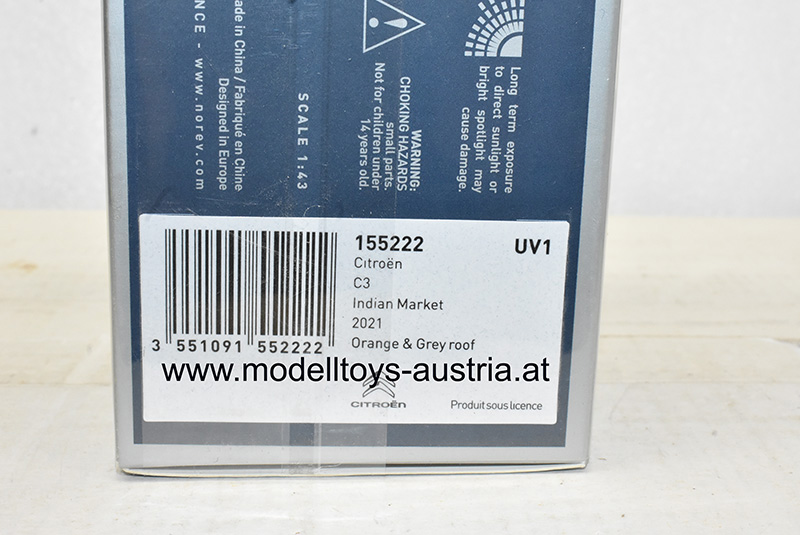 Long term exposure
to direct sunlight or
bright spotlight may
cause damage.
WARNING:
CHOKING HAZARDS
small parts.
Not for children under
14 years old.
SCALE 1:43
ade in China / Fabriqué en Chine
Designed in Europe
NCE - www.norev.com
155222 UV1
Citroën
C3
Indian Market
2021
Orange & Grey roof
3 551091 552222
www.modelltoys-austria.at
CITROËN
Produit sous licence